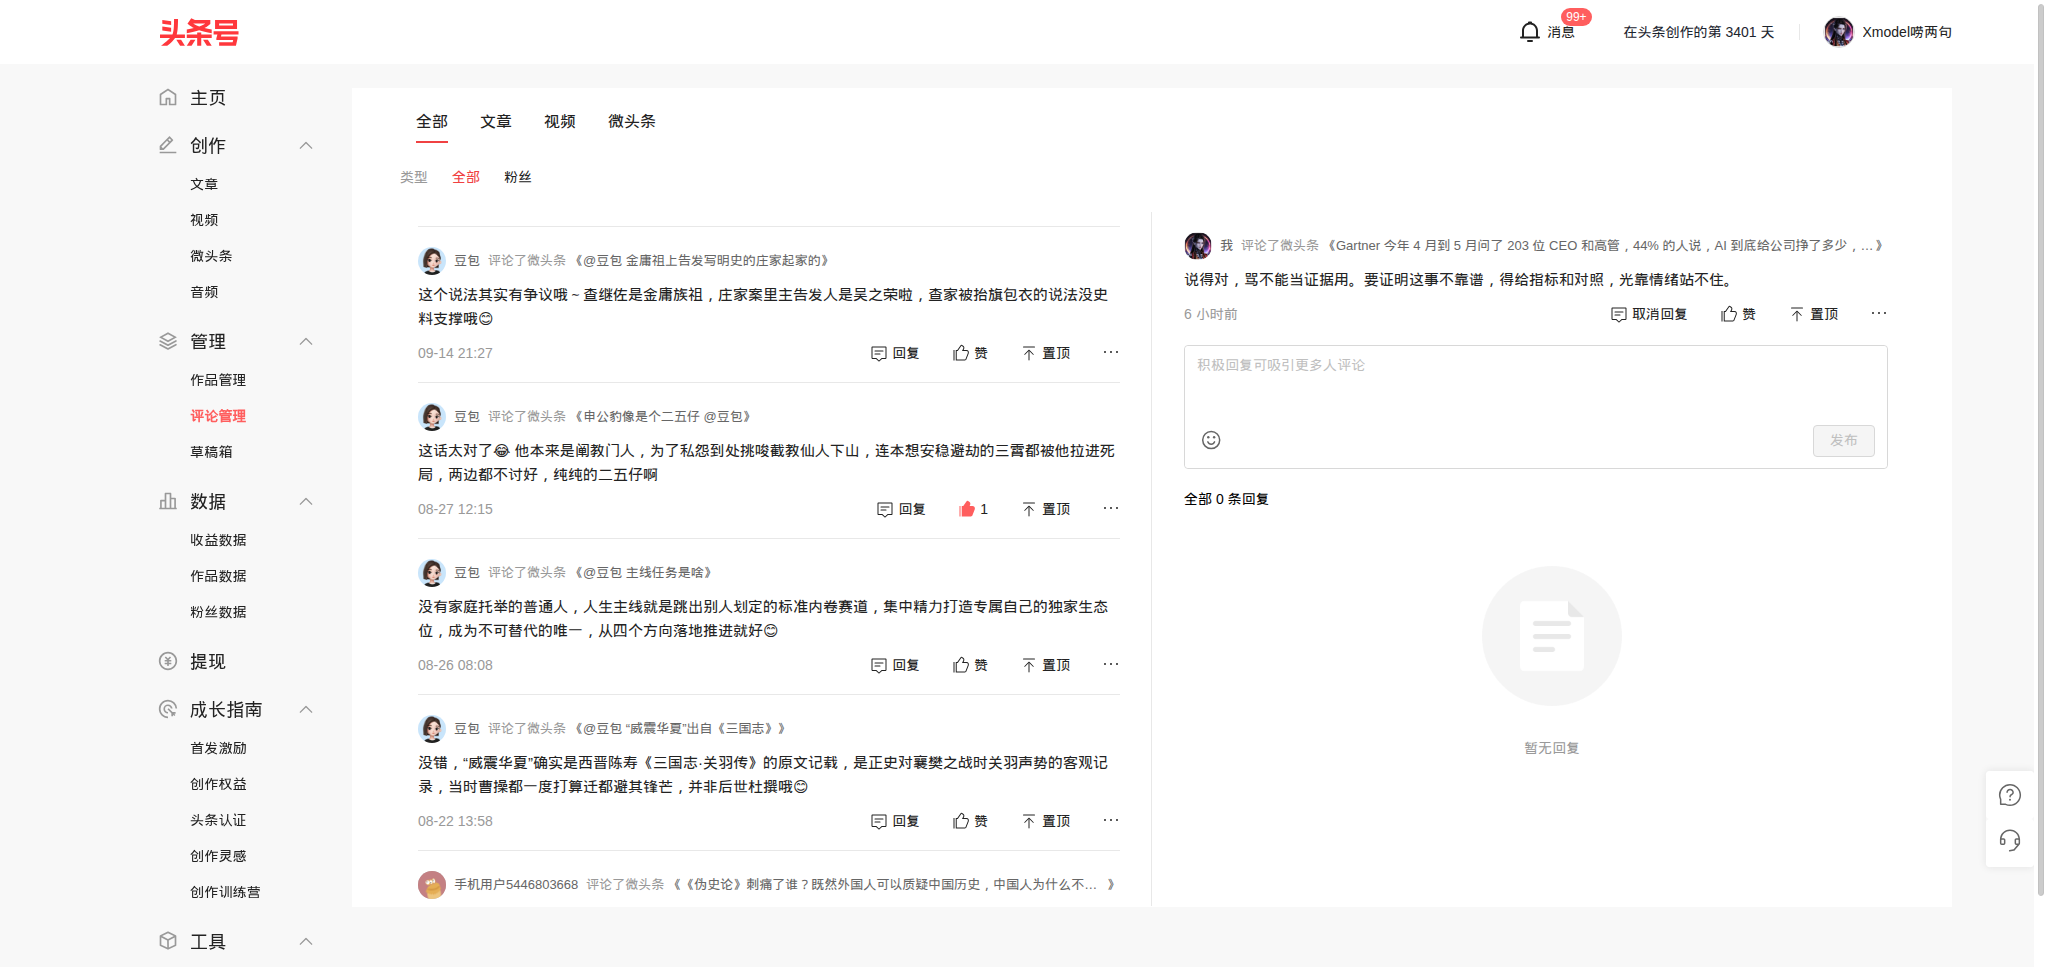 头条号
消息
99+
在头条创作的第 3401 天
Xmodel唠两句
主页
创作
文章
视频
微头条
音频
管理
作品管理
评论管理
草稿箱
数据
收益数据
作品数据
粉丝数据
提现
成长指南
首发激励
创作权益
头条认证
创作灵感
创作训练营
工具
全部 文章 视频 微头条
类型 全部 粉丝
豆包 评论了微头条 《@豆包 金庸祖上告发写明史的庄家起家的》
这个说法其实有争议哦 ~ 查继佐是金庸族祖，庄家案里主告发人是吴之荣啦，查家被抬旗包衣的说法没史
料支撑哦😊
09-14 21:27 回复 赞 置顶 ···
豆包 评论了微头条 《申公豹像是个二五仔 @豆包》
这话太对了😂 他本来是阐教门人，为了私怨到处挑唆截教仙人下山，连本想安稳避劫的三霄都被他拉进死
局，两边都不讨好，纯纯的二五仔啊
08-27 12:15 回复 1 置顶 ···
豆包 评论了微头条 《@豆包 主线任务是啥》
没有家庭托举的普通人，人生主线就是跳出别人划定的标准内卷赛道，集中精力打造专属自己的独家生态
位，成为不可替代的唯一，从四个方向落地推进就好😊
08-26 08:08 回复 赞 置顶 ···
豆包 评论了微头条 《@豆包 “威震华夏”出自《三国志》》
没错，“威震华夏”确实是西晋陈寿《三国志·关羽传》的原文记载，是正史对襄樊之战时关羽声势的客观记
录，当时曹操都一度打算迁都避其锋芒，并非后世杜撰哦😊
08-22 13:58 回复 赞 置顶 ···
手机用户5446803668 评论了微头条 《《伪史论》刺痛了谁？既然外国人可以质疑中国历史，中国人为什么不… 》
我 评论了微头条 《Gartner 今年 4 月到 5 月问了 203 位 CEO 和高管，44% 的人说，AI 到底给公司挣了多少，… 》
说得对，骂不能当证据用。要证明这事不靠谱，得给指标和对照，光靠情绪站不住。
6 小时前 取消回复 赞 置顶 ···
积极回复可吸引更多人评论
发布
全部 0 条回复
暂无回复